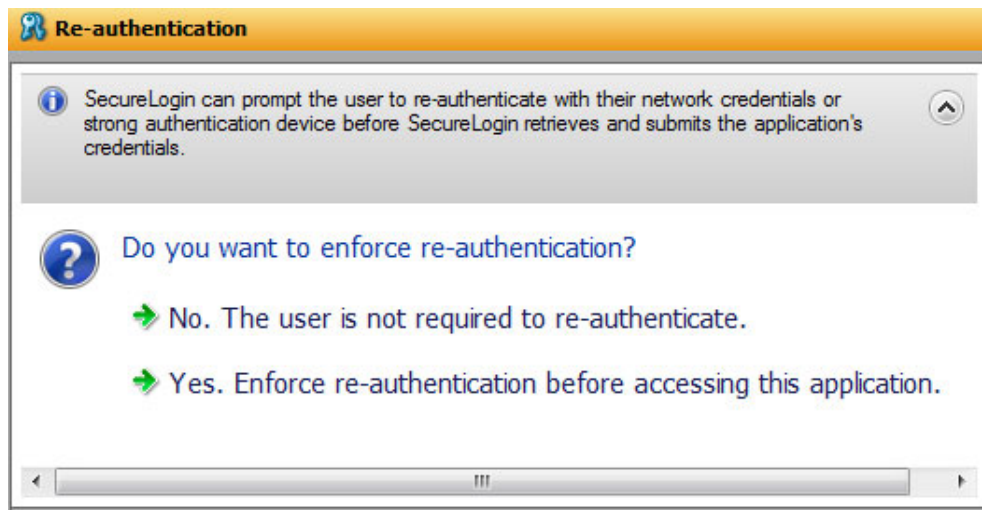 Re-authentication
SecureLogin can prompt the user to re-authenticate with their network credentials or
strong authentication device before SecureLogin retrieves and submits the application's
credentials.
Do you want to enforce re-authentication?
No. The user is not required to re-authenticate.
Yes. Enforce re-authentication before accessing this application.